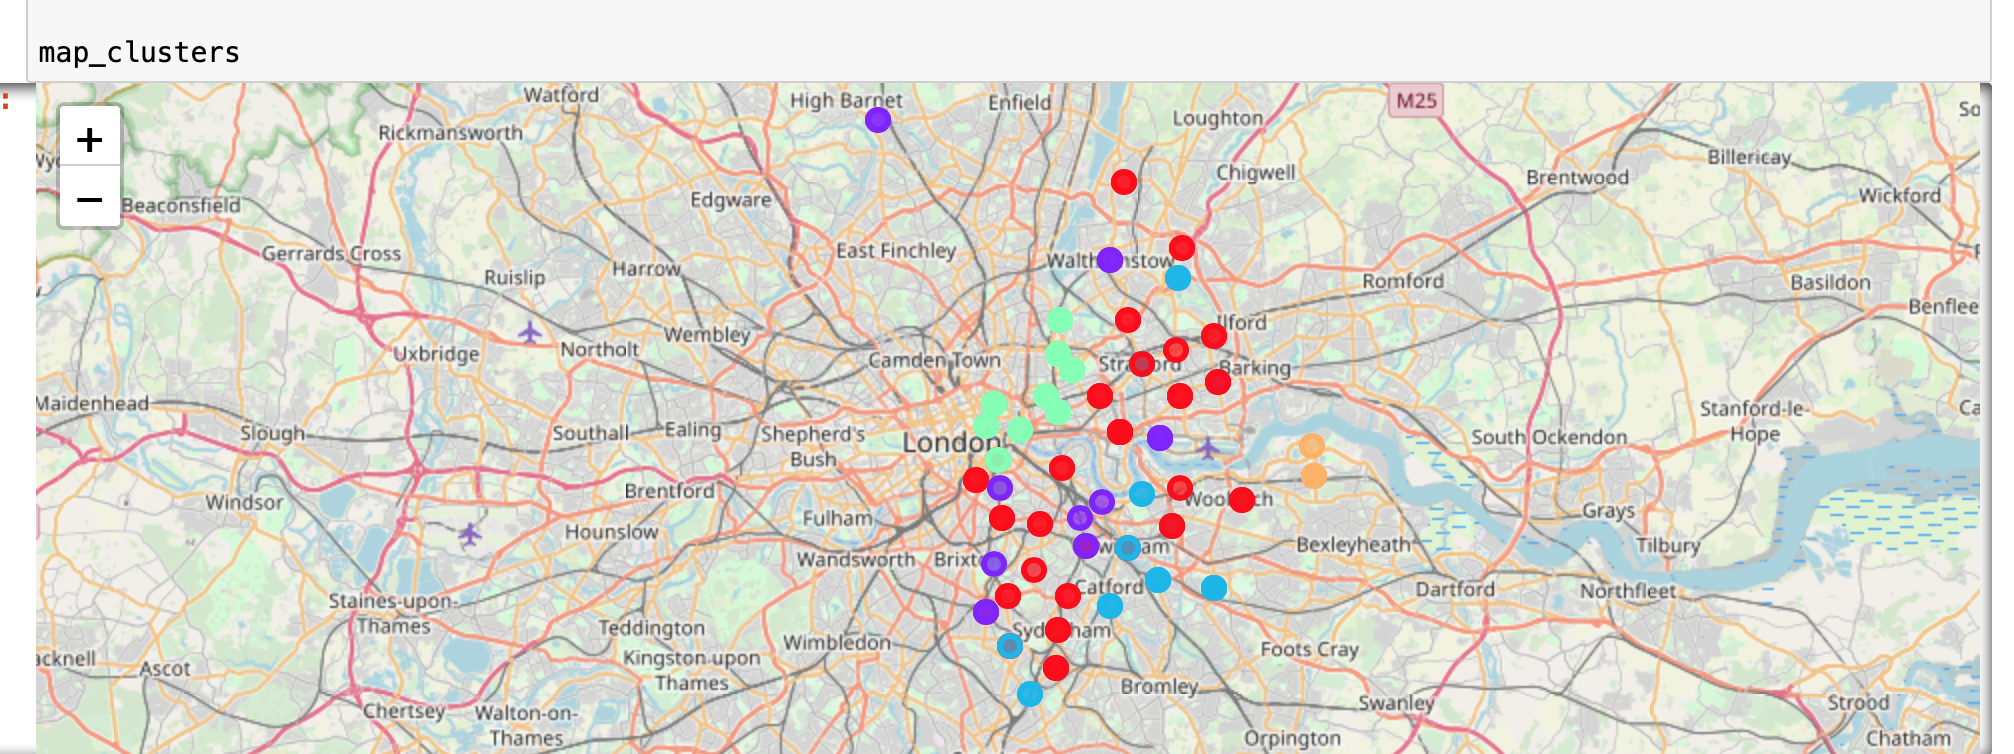 map_clusters
+
−
M25
Watford
High Barnet
Enfield
Loughton
Rickmansworth
Chigwell
Billericay
Brentwood
Wickford
Beaconsfield
Edgware
Gerrards Cross
East Finchley
Harrow
Ruislip
Romford
Basildon
Benflee
Ilford
Wembley
Northolt
Uxbridge
Camden Town
Barking
Maidenhead
Stanford-le-
Hope
Slough
Southall
Ealing
Shepherd's
Bush
London
South Ockendon
Windsor
Brentford
Fulham
Hounslow
Grays
Tilbury
Bexleyheath
Wandsworth
Brixt
Catford
Dartford
Northfleet
Staines-upon-
Thames
Teddington
Wimbledon
Foots Cray
Kingston upon
Thames
acknell
Ascot
Bromley
Swanley
Strood
Chertsey
Walton-on-
Thames
Orpington
Chatham